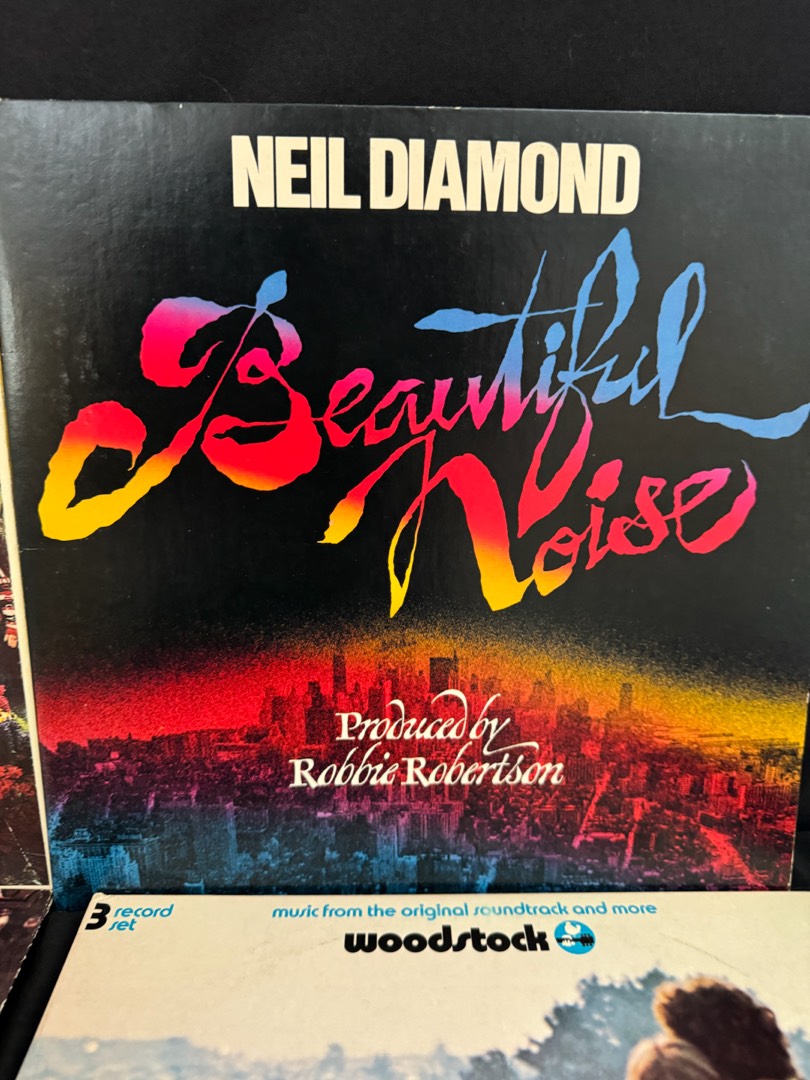 NEIL DIAMOND
Beautiful
Noise
Produced by
Robbie Robertson
3 record
set
music from the original soundtrack and more
woodstock